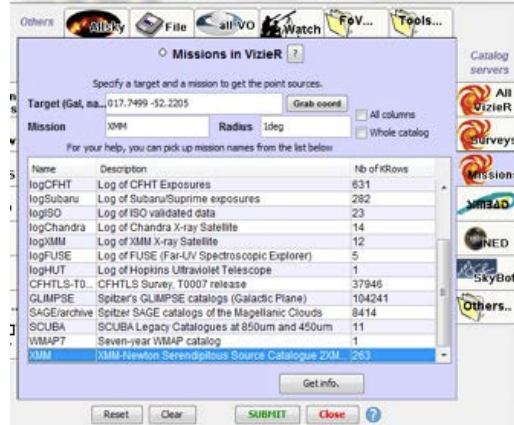 Others
Allsky
File
all-VO
Watch
FoV...
Tools...
Missions in VizieR ?
Catalog
servers
Specify a target and a mission to get the point sources.
Target (Gal, na... 017.7499 -52.2205 Grab coord
All columns
Mission XMM Radius 1deg
Whole catalog
For your help, you can pick up mission names from the list below
Name Description Nb of KRows
logCFHT Log of CFHT Exposures 631
logSubaru Log of Subaru/Suprime exposures 282
logISO Log of ISO validated data 23
logChandra Log of Chandra X-ray Satellite 14
logXMM Log of XMM X-ray Satellite 12
logFUSE Log of FUSE (Far-UV Spectroscopic Explorer) 5
logHUT Log of Hopkins Ultraviolet Telescope 1
CFHTLS-T0... CFHTLS Survey, T0007 release 37946
GLIMPSE Spitzer's GLIMPSE catalogs (Galactic Plane) 104241
SAGE/archive Spitzer SAGE catalogs of the Magellanic Clouds 8414
SCUBA SCUBA Legacy Catalogues at 850um and 450um 11
WMAP7 Seven-year WMAP catalog 1
XMM XMM-Newton Serendipitous Source Catalogue 2XM... 263
Get info.
Reset Clear SUBMIT Close ?
All
VizieR
Surveys
Mission
SIMBAD
NED
SkyBot
Others..